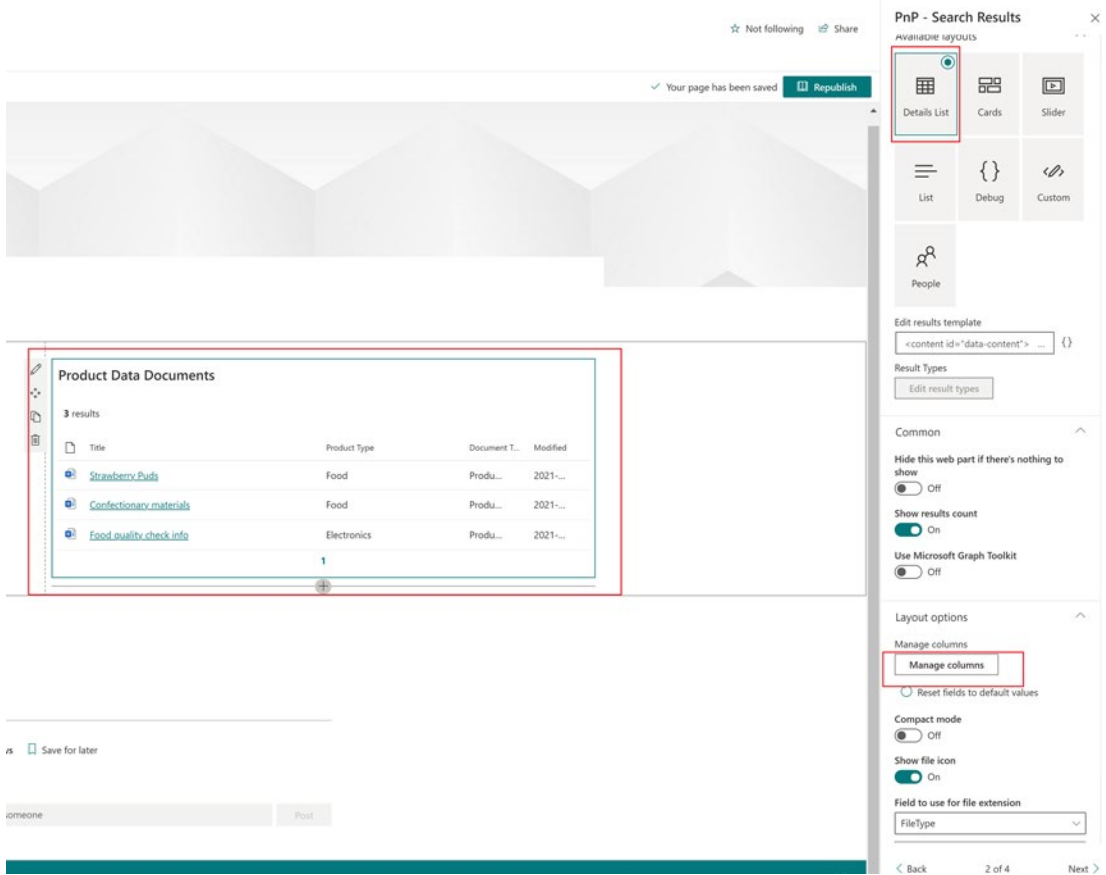 Not following Share
Your page has been saved Republish
Product Data Documents
3 results
Title Product Type Document T... Modified
Strawberry Puds Food Produ... 2021-...
Confectionary materials Food Produ... 2021-...
Food quality check info Electronics Produ... 2021-...
1
Save for later
someone Post
PnP - Search Results
Available layouts
Details List Cards Slider
List Debug Custom
People
Edit results template
<content id="data-content"> ... {}
Result Types
Edit result types
Common
Hide this web part if there's nothing to
show
Off
Show results count
On
Use Microsoft Graph Toolkit
Off
Layout options
Manage columns
Manage columns
Reset fields to default values
Compact mode
Off
Show file icon
On
Field to use for file extension
FileType
Back 2 of 4 Next